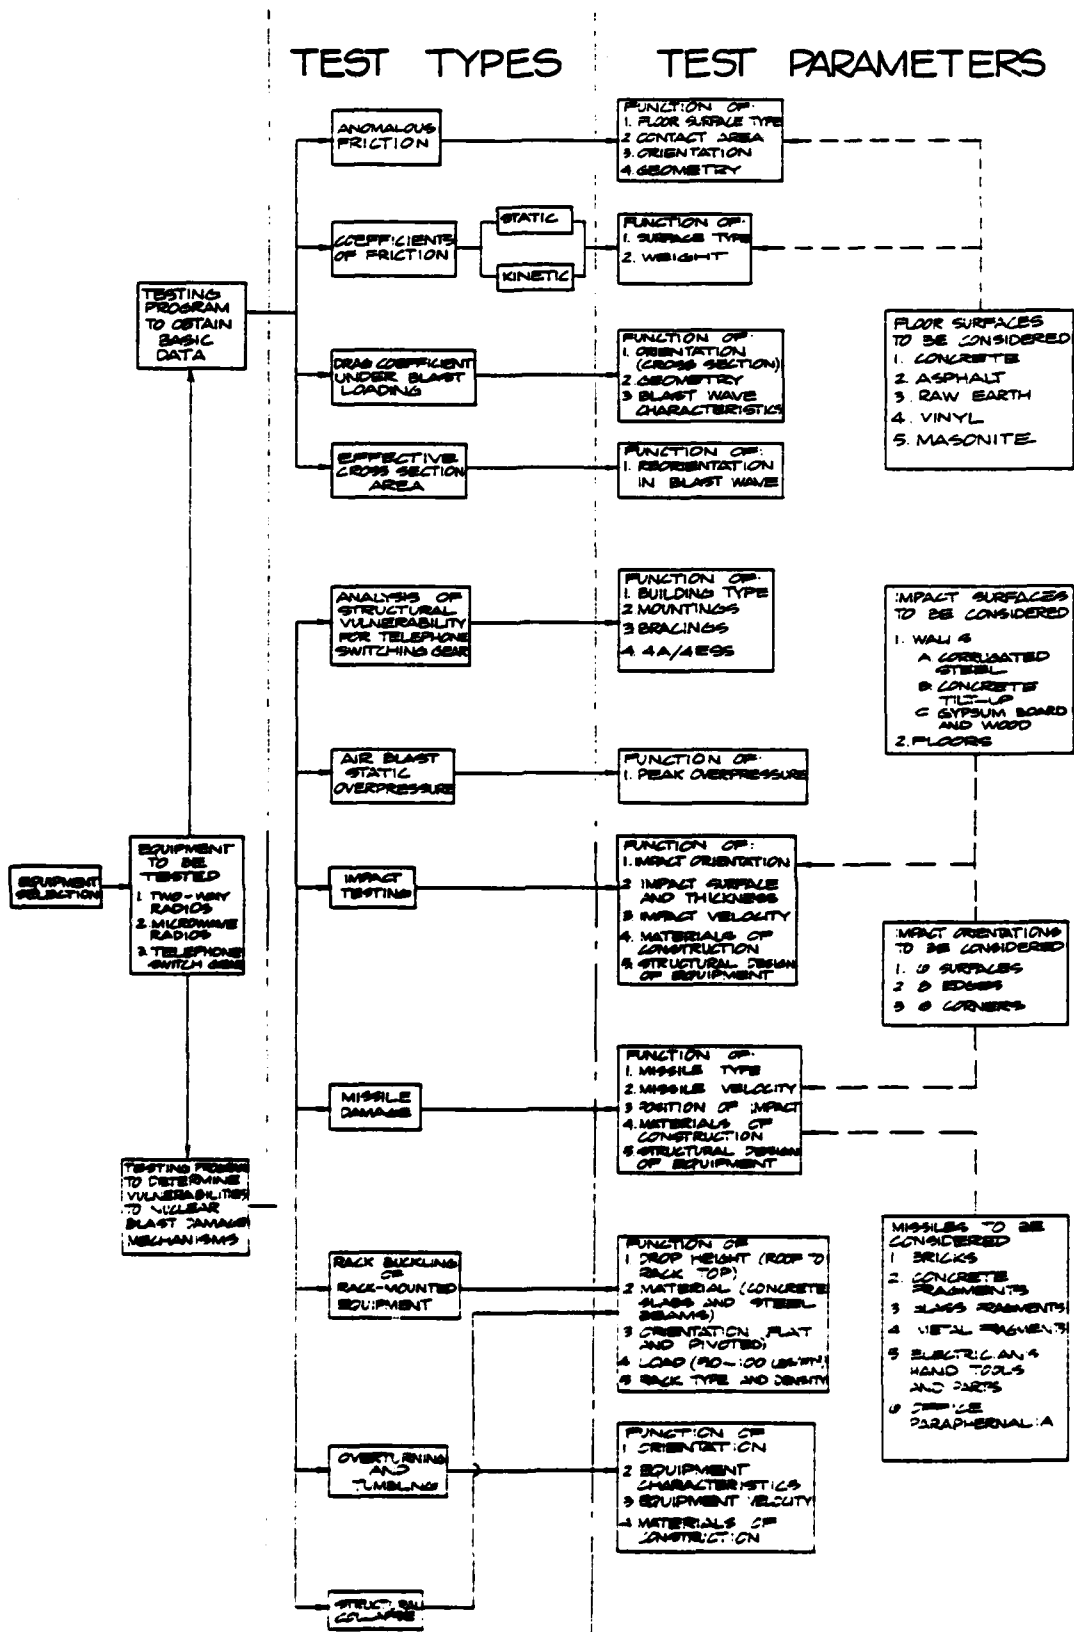 TEST TYPES
TEST PARAMETERS
EQUIPMENT
SELECTION
EQUIPMENT
TO BE
TESTED
1. TWO-WAY
RADIOS
2. MICROWAVE
RADIOS
3. TELEPHONE
SWITCH GEAR
TESTING
PROGRAM
TO OBTAIN
BASIC
DATA
TESTING PROGRAM
TO DETERMINE
VULNERABILITIES
TO NUCLEAR
BLAST DAMAGE
MECHANISMS
ANOMALOUS
FRICTION
FUNCTION OF:
1. FLOOR SURFACE TYPE
2 CONTACT AREA
3. ORIENTATION
4. GEOMETRY
COEFFICIENTS
OF FRICTION
STATIC
KINETIC
FUNCTION OF:
1. SURFACE TYPE
2. WEIGHT
DRAG COEFFICIENT
UNDER BLAST
LOADING
FUNCTION OF:
1. ORIENTATION
(CROSS SECTION)
2. GEOMETRY
3 BLAST WAVE
CHARACTERISTICS
EFFECTIVE
CROSS SECTION
AREA
FUNCTION OF:
1. REORIENTATION
IN BLAST WAVE
FLOOR SURFACES
TO BE CONSIDERED
1. CONCRETE
2. ASPHALT
3. RAW EARTH
4. VINYL
5. MASONITE
ANALYSIS OF
STRUCTURAL
VULNERABILITY
FOR TELEPHONE
SWITCHING GEAR
FUNCTION OF:
1. BUILDING TYPE
2 MOUNTINGS
3 BRACINGS
4. 4A/4ESS
IMPACT SURFACES
TO BE CONSIDERED
1. WALLS
A CORRUGATED
STEEL
B. CONCRETE
TILT-UP
C GYPSUM BOARD
AND WOOD
2. FLOORS
AIR BLAST
STATIC
OVERPRESSURE
FUNCTION OF:
1. PEAK OVERPRESSURE
IMPACT
TESTING
FUNCTION OF:
1. IMPACT ORIENTATION
2 IMPACT SURFACE
AND THICKNESS
3 IMPACT VELOCITY
4. MATERIALS OF
CONSTRUCTION
5. STRUCTURAL DESIGN
OF EQUIPMENT
IMPACT ORIENTATIONS
TO BE CONSIDERED
1. 6 SURFACES
2 8 EDGES
3 8 CORNERS
MISSILE
DAMAGE
FUNCTION OF:
1. MISSILE TYPE
2. MISSILE VELOCITY
3 POSITION OF IMPACT
4. MATERIALS OF
CONSTRUCTION
5 STRUCTURAL DESIGN
OF EQUIPMENT
MISSILES TO BE
CONSIDERED
1 BRICKS
2. CONCRETE
FRAGMENTS
3 GLASS FRAGMENTS
4 METAL FRAGMENTS
5 ELECTRICIAN'S
HAND TOOLS
AND PARTS
6 OFFICE
PARAPHERNALIA
RACK BUCKLING
OF
RACK-MOUNTED
EQUIPMENT
FUNCTION OF
1 DROP HEIGHT (ROOF TO
RACK TOP)
2 MATERIAL (CONCRETE
SLABS AND STEEL
BEAMS)
3 ORIENTATION (FLAT
AND PIVOTED)
4 LOAD
5 RACK TYPE AND DENSITY
OVERTURNING
AND
TUMBLING
FUNCTION OF
1 ORIENTATION
2 EQUIPMENT
CHARACTERISTICS
3 EQUIPMENT VELOCITY
4 MATERIALS OF
CONSTRUCTION
STRUCTURAL
COLLAPSE